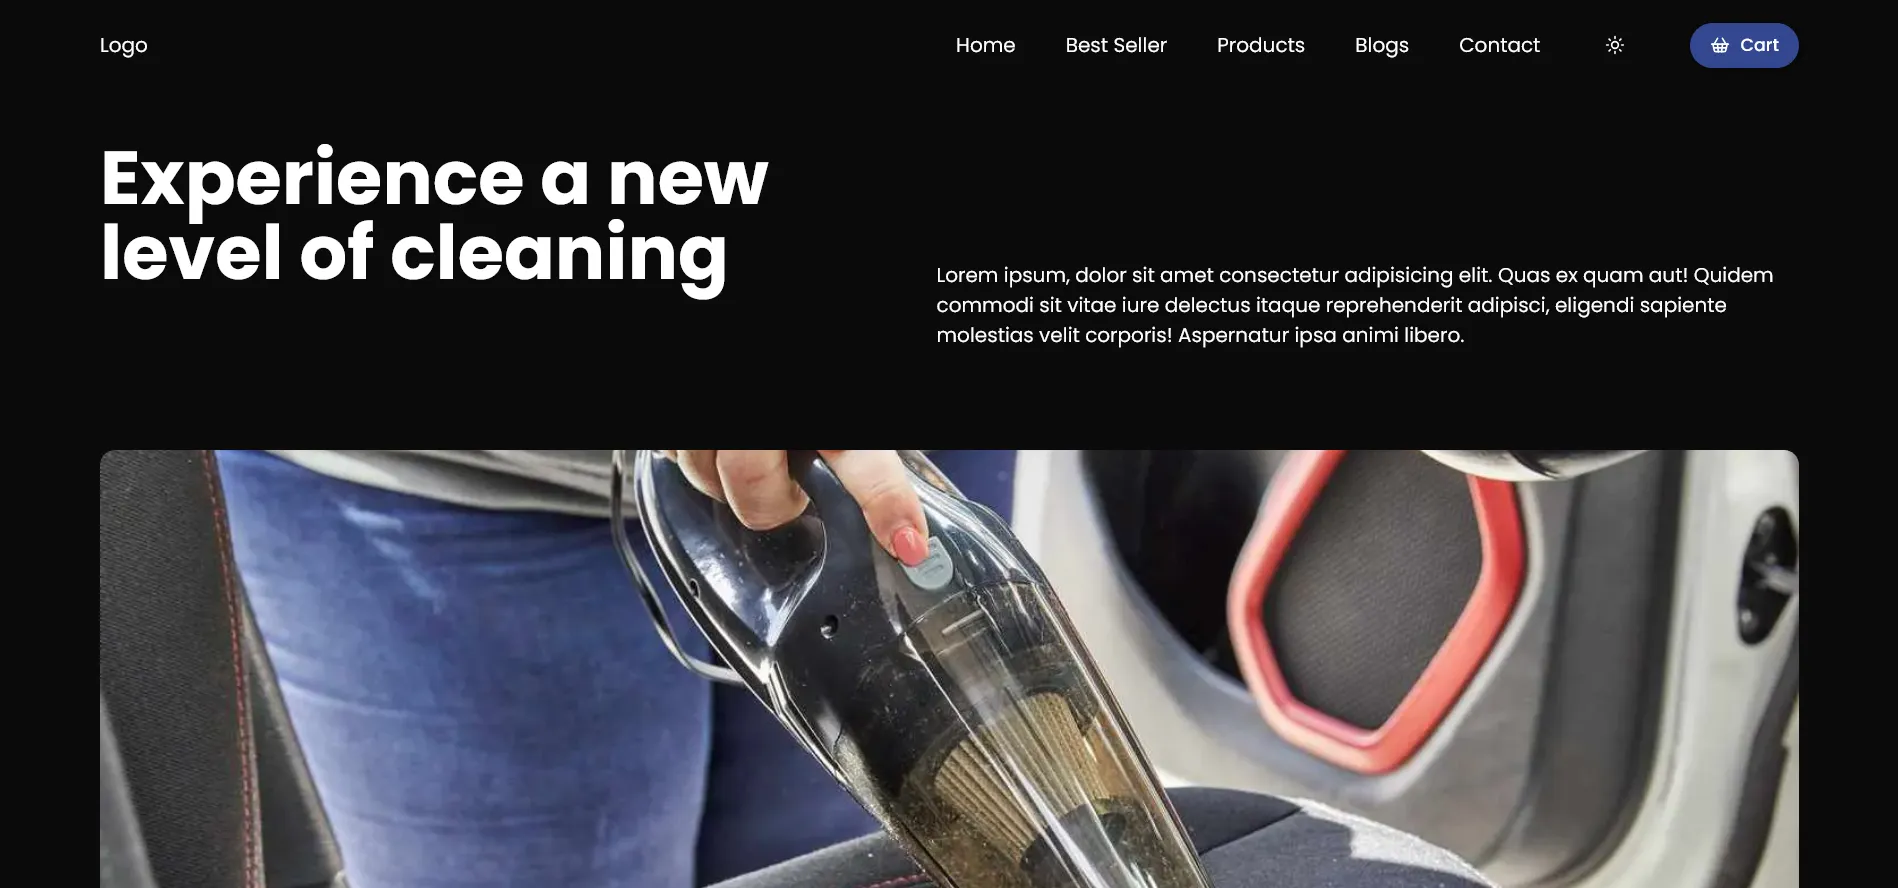 Logo
Home
Best Seller
Products
Blogs
Contact
Cart
Experience a new
level of cleaning
Lorem ipsum, dolor sit amet consectetur adipisicing elit. Quas ex quam aut! Quidem
commodi sit vitae iure delectus itaque reprehenderit adipisci, eligendi sapiente
molestias velit corporis! Aspernatur ipsa animi libero.